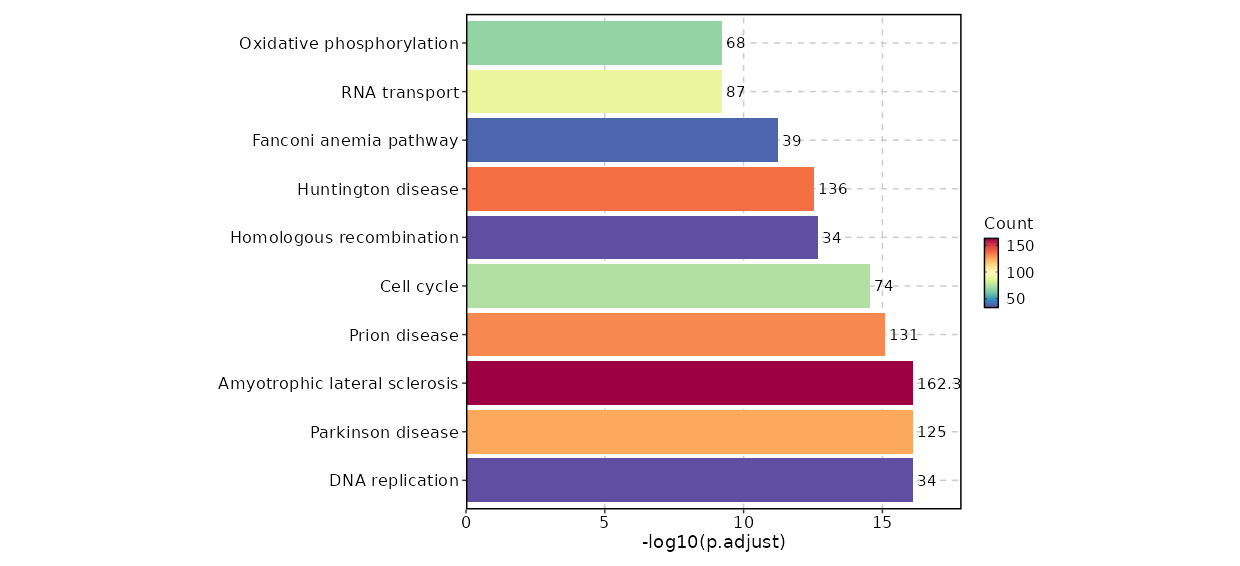 Oxidative phosphorylation 68
RNA transport 87
Fanconi anemia pathway 39
Huntington disease 136
Homologous recombination 34
Cell cycle 74
Prion disease 131
Amyotrophic lateral sclerosis 162.3
Parkinson disease 125
DNA replication 34
0 5 10 15
-log10(p.adjust)
Count
150
100
50